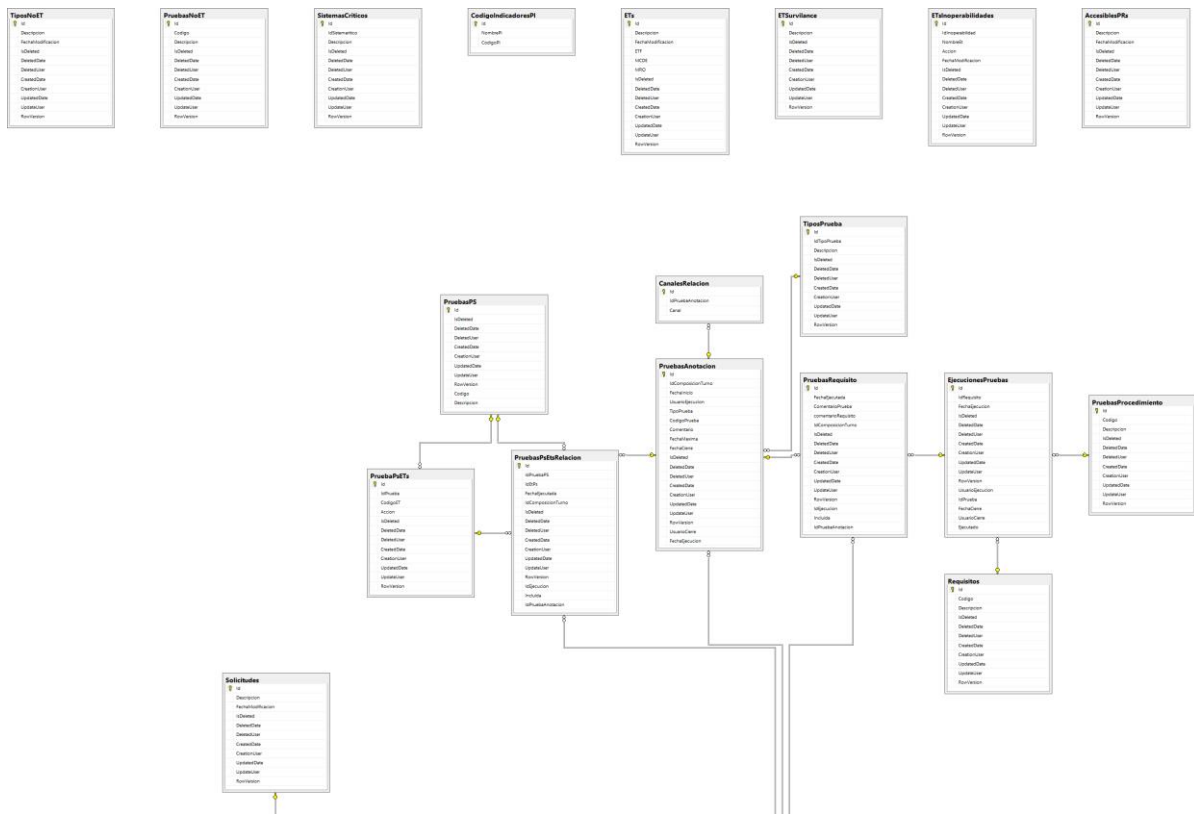 TiposNoET
Id
Descripcion
FechaModificacion
IsDeleted
DeletedDate
DeletedUser
CreatedDate
CreationUser
UpdatedDate
UpdateUser
RowVersion
PruebasNoET
Id
Codigo
Descripcion
IsDeleted
DeletedDate
DeletedUser
CreatedDate
CreationUser
UpdatedDate
UpdateUser
RowVersion
SistemasCriticos
Id
IdSistemaritico
Descripcion
IsDeleted
DeletedDate
DeletedUser
CreatedDate
CreationUser
UpdatedDate
UpdateUser
RowVersion
CodigoIndicadoresPI
Id
NombrePI
CodigoPI
ETs
Id
Descripcion
FechaModificacion
ETF
MCDE
MRO
IsDeleted
DeletedDate
DeletedUser
CreatedDate
CreationUser
UpdatedDate
UpdateUser
RowVersion
ETSurvilance
Id
Descripcion
IsDeleted
DeletedDate
DeletedUser
CreatedDate
CreationUser
UpdatedDate
UpdateUser
RowVersion
ETsInoperabilidades
Id
IdInoperabilidad
NombreEt
Accion
FechaModificacion
IsDeleted
DeletedDate
DeletedUser
CreatedDate
CreationUser
UpdatedDate
UpdateUser
RowVersion
AccesiblesPRs
Id
Descripcion
FechaModificacion
IsDeleted
DeletedDate
DeletedUser
CreatedDate
CreationUser
UpdatedDate
UpdateUser
RowVersion
TiposPrueba
Id
IdTipoPrueba
Descripcion
IsDeleted
DeletedDate
DeletedUser
CreatedDate
CreationUser
UpdatedDate
UpdateUser
RowVersion
CanalesRelacion
Id
IdPruebaAnotacion
Canal
PruebasPS
Id
IsDeleted
DeletedDate
DeletedUser
CreatedDate
CreationUser
UpdatedDate
UpdateUser
RowVersion
Codigo
Descripcion
PruebasAnotacion
Id
IdComposicionTurno
FechaInicio
UsuarioEjecucion
TipoPrueba
CodigoPrueba
Comentario
FechaMaxima
FechaCierre
IsDeleted
DeletedDate
DeletedUser
CreatedDate
CreationUser
UpdatedDate
UpdateUser
RowVersion
UsuarioCierre
FechaEjecucion
PruebasRequisito
Id
FechaEjecutada
ComentarioPrueba
comentarioRequisito
IdComposicionTurno
IsDeleted
DeletedDate
DeletedUser
CreatedDate
CreationUser
UpdatedDate
UpdateUser
RowVersion
IdEjecucion
Incluida
IdPruebaAnotacion
EjecucionesPruebas
Id
IdRequisito
FechaEjecucion
IsDeleted
DeletedDate
DeletedUser
CreatedDate
CreationUser
UpdatedDate
UpdateUser
RowVersion
UsuarioEjecucion
IdPrueba
FechaCierre
UsuarioCierre
Ejecutado
PruebasProcedimiento
Id
Codigo
Descripcion
IsDeleted
DeletedDate
DeletedUser
CreatedDate
CreationUser
UpdatedDate
UpdateUser
RowVersion
PruebaPsETs
Id
IdPrueba
CodigoET
Accion
IsDeleted
DeletedDate
DeletedUser
CreatedDate
CreationUser
UpdatedDate
UpdateUser
RowVersion
PruebasPsEtsRelacion
Id
IdPruebaPS
IdEtPs
FechaEjecutada
IdComposicionTurno
IsDeleted
DeletedDate
DeletedUser
CreatedDate
CreationUser
UpdatedDate
UpdateUser
RowVersion
IdEjecucion
Incluida
IdPruebaAnotacion
Requisitos
Id
Codigo
Descripcion
IsDeleted
DeletedDate
DeletedUser
CreatedDate
CreationUser
UpdatedDate
UpdateUser
RowVersion
Solicitudes
Id
Descripcion
FechaModificacion
IsDeleted
DeletedDate
DeletedUser
CreatedDate
CreationUser
UpdatedDate
UpdateUser
RowVersion